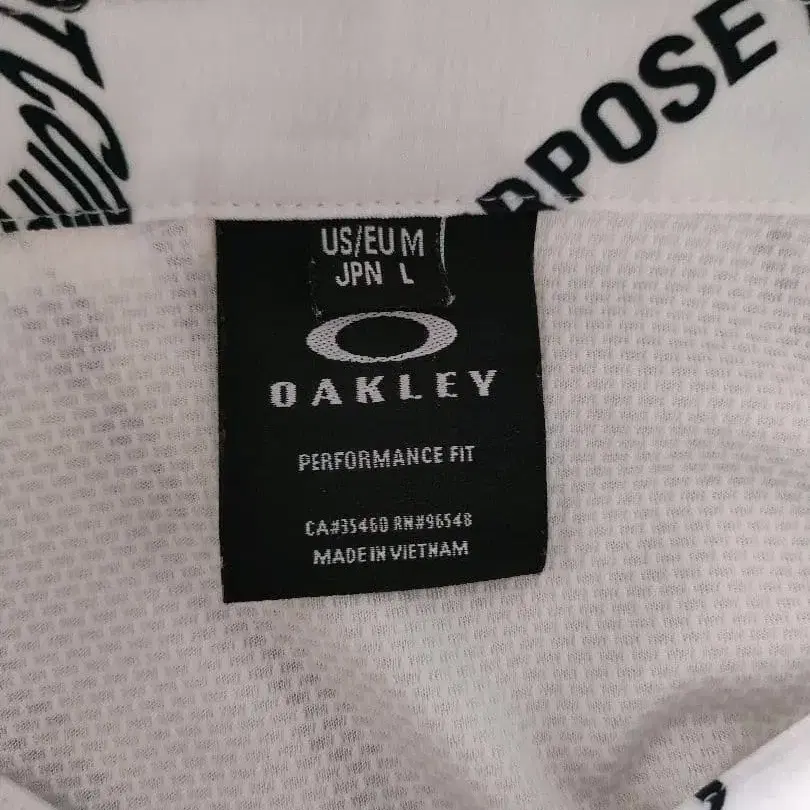 RPOSE
US/EU M
JPN L
OAKLEY
PERFORMANCE FIT
CA#35460 RN#96548
MADE IN VIETNAM